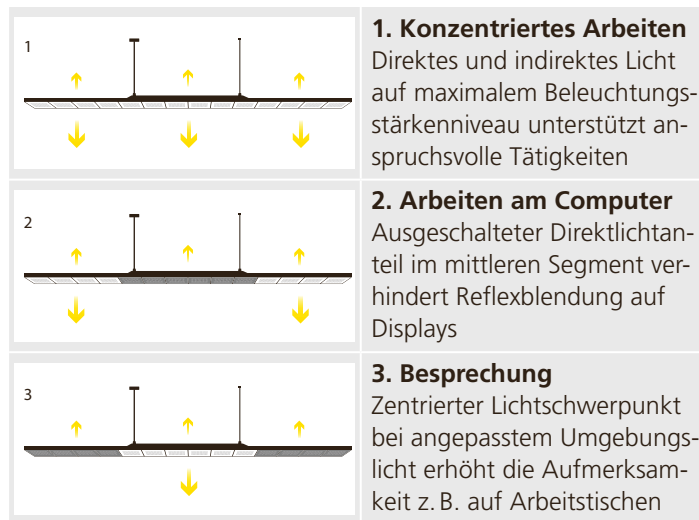 1
1. Konzentriertes Arbeiten
Direktes und indirektes Licht
auf maximalem Beleuchtungs-
stärkenniveau unterstützt an-
spruchsvolle Tätigkeiten
2
2. Arbeiten am Computer
Ausgeschalteter Direktlichtan-
teil im mittleren Segment ver-
hindert Reflexblendung auf
Displays
3
3. Besprechung
Zentrierter Lichtschwerpunkt
bei angepasstem Umgebungs-
licht erhöht die Aufmerksam-
keit z. B. auf Arbeitstischen